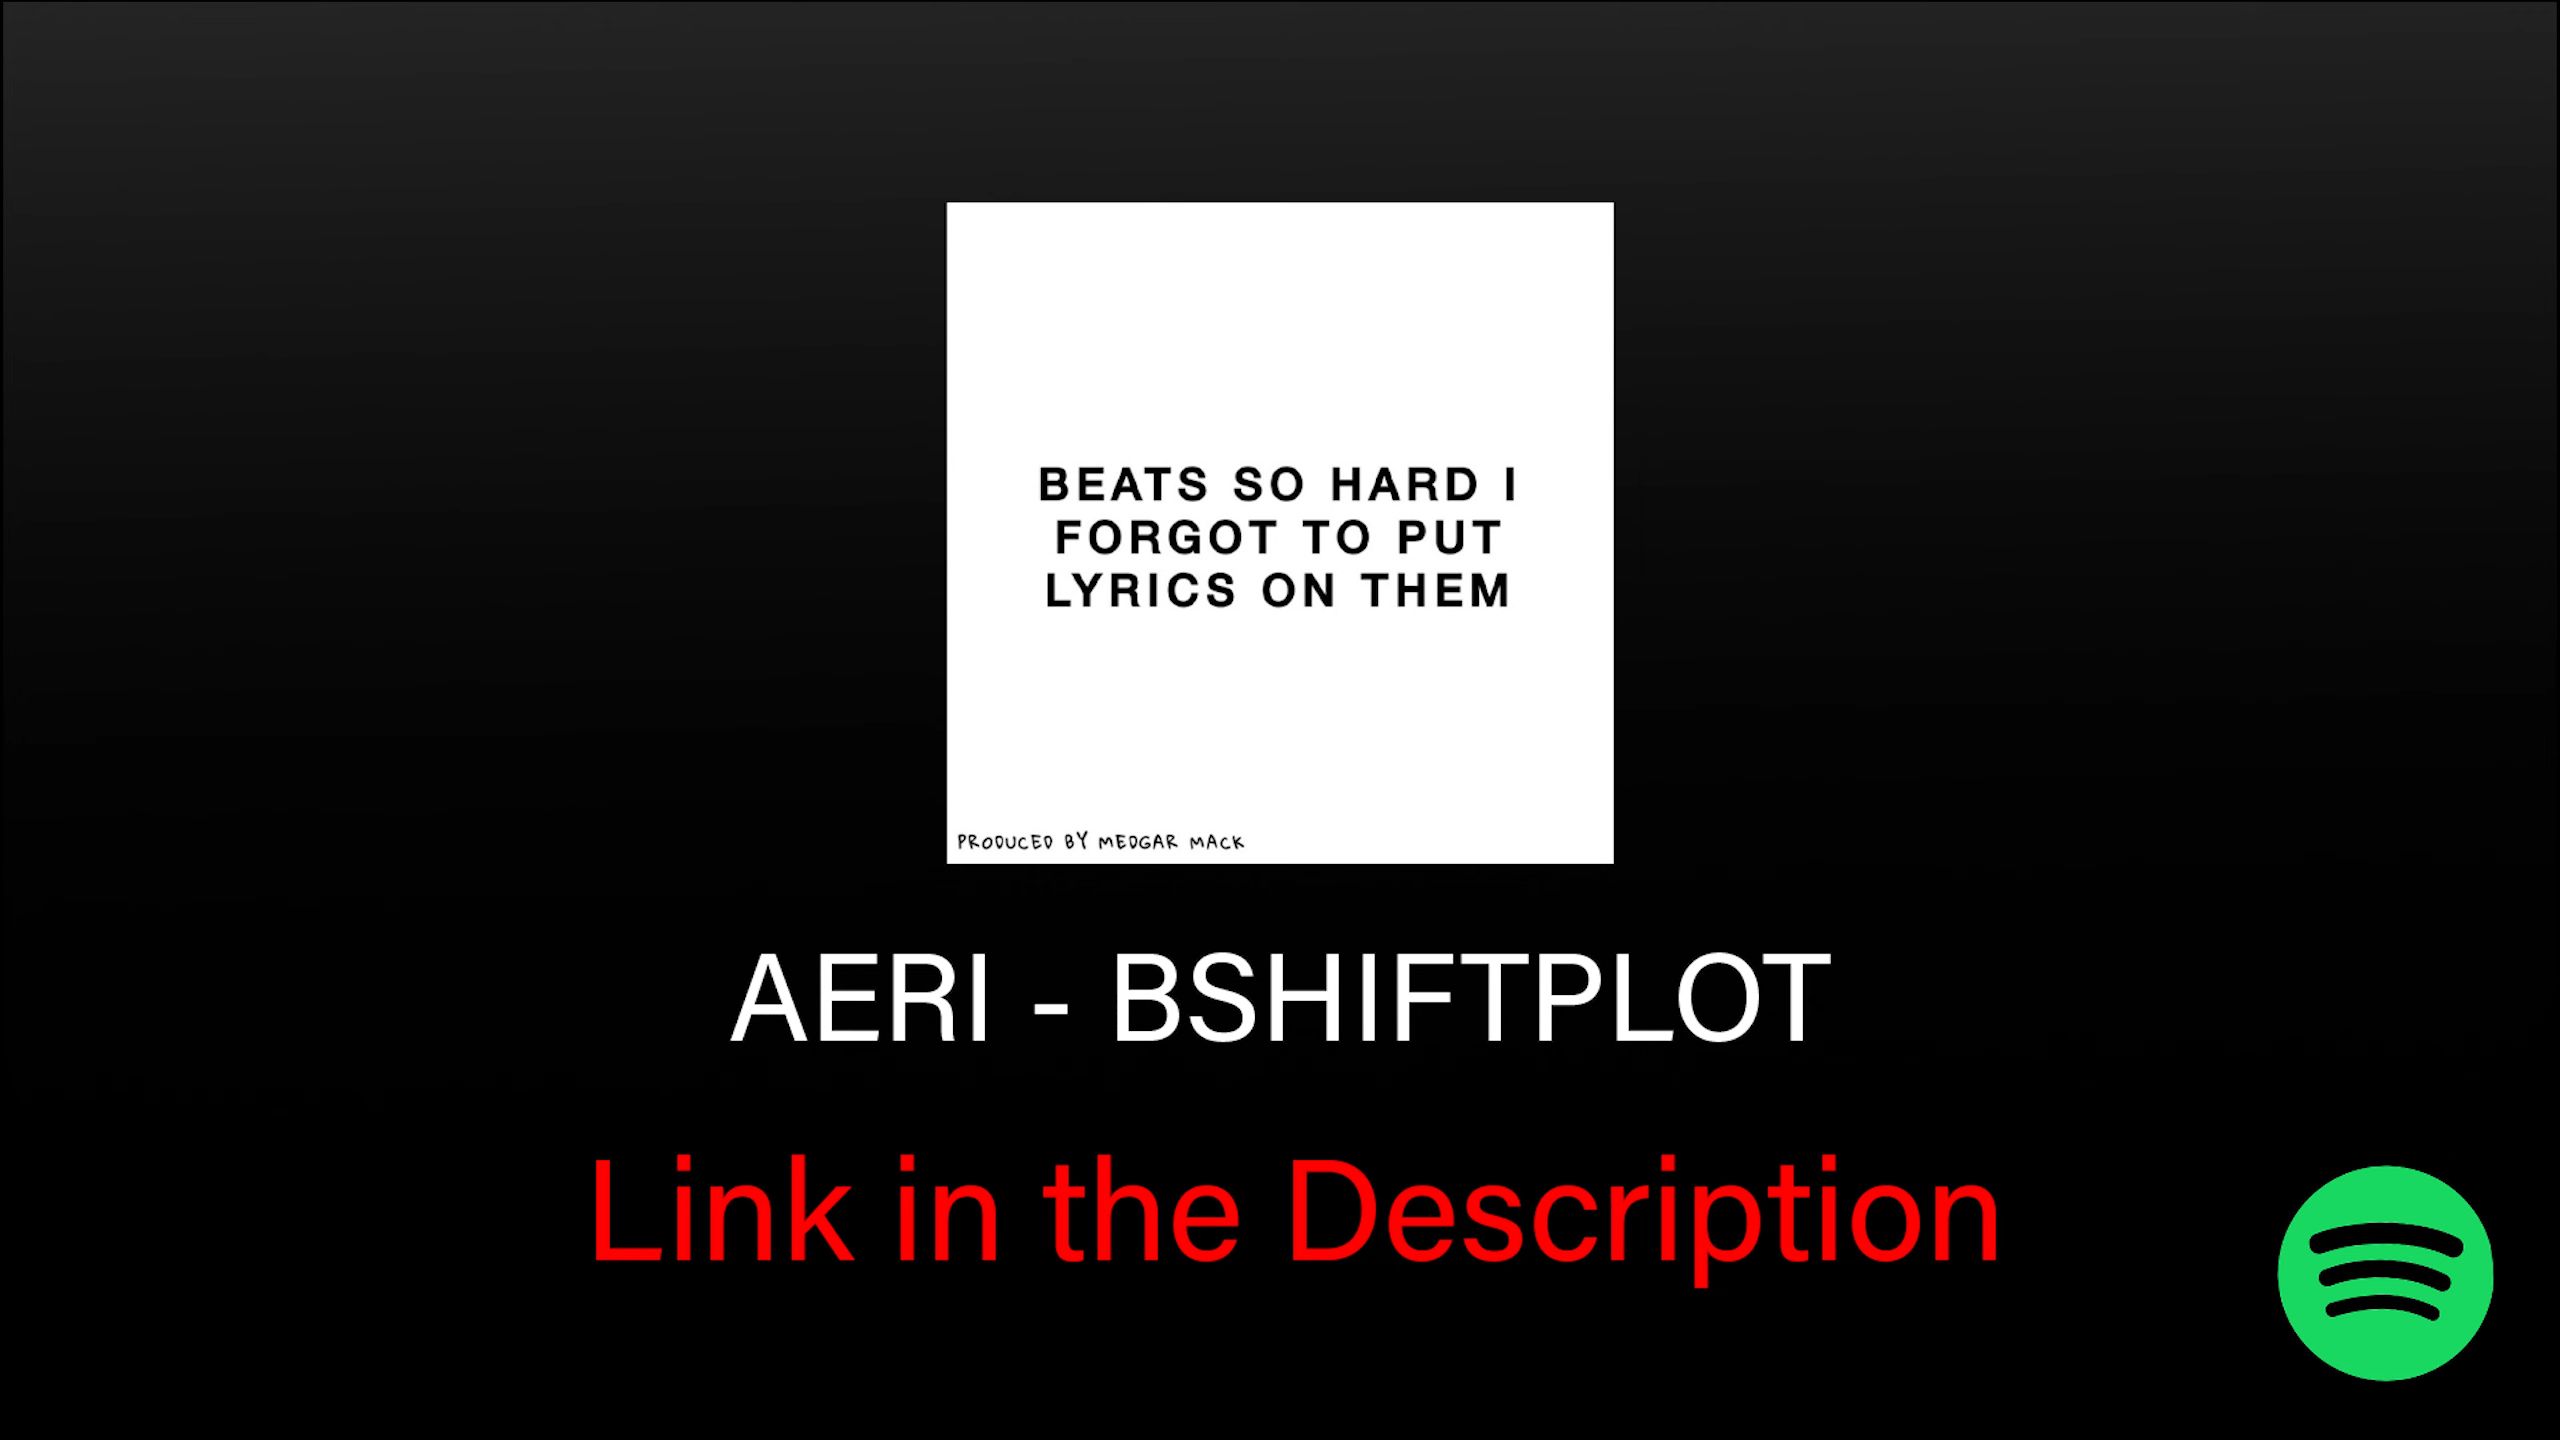 BEATS SO HARD I
FORGOT TO PUT
LYRICS ON THEM
PRODUCED BY MEDGAR MACK
AERI - BSHIFTPLOT
Link in the Description